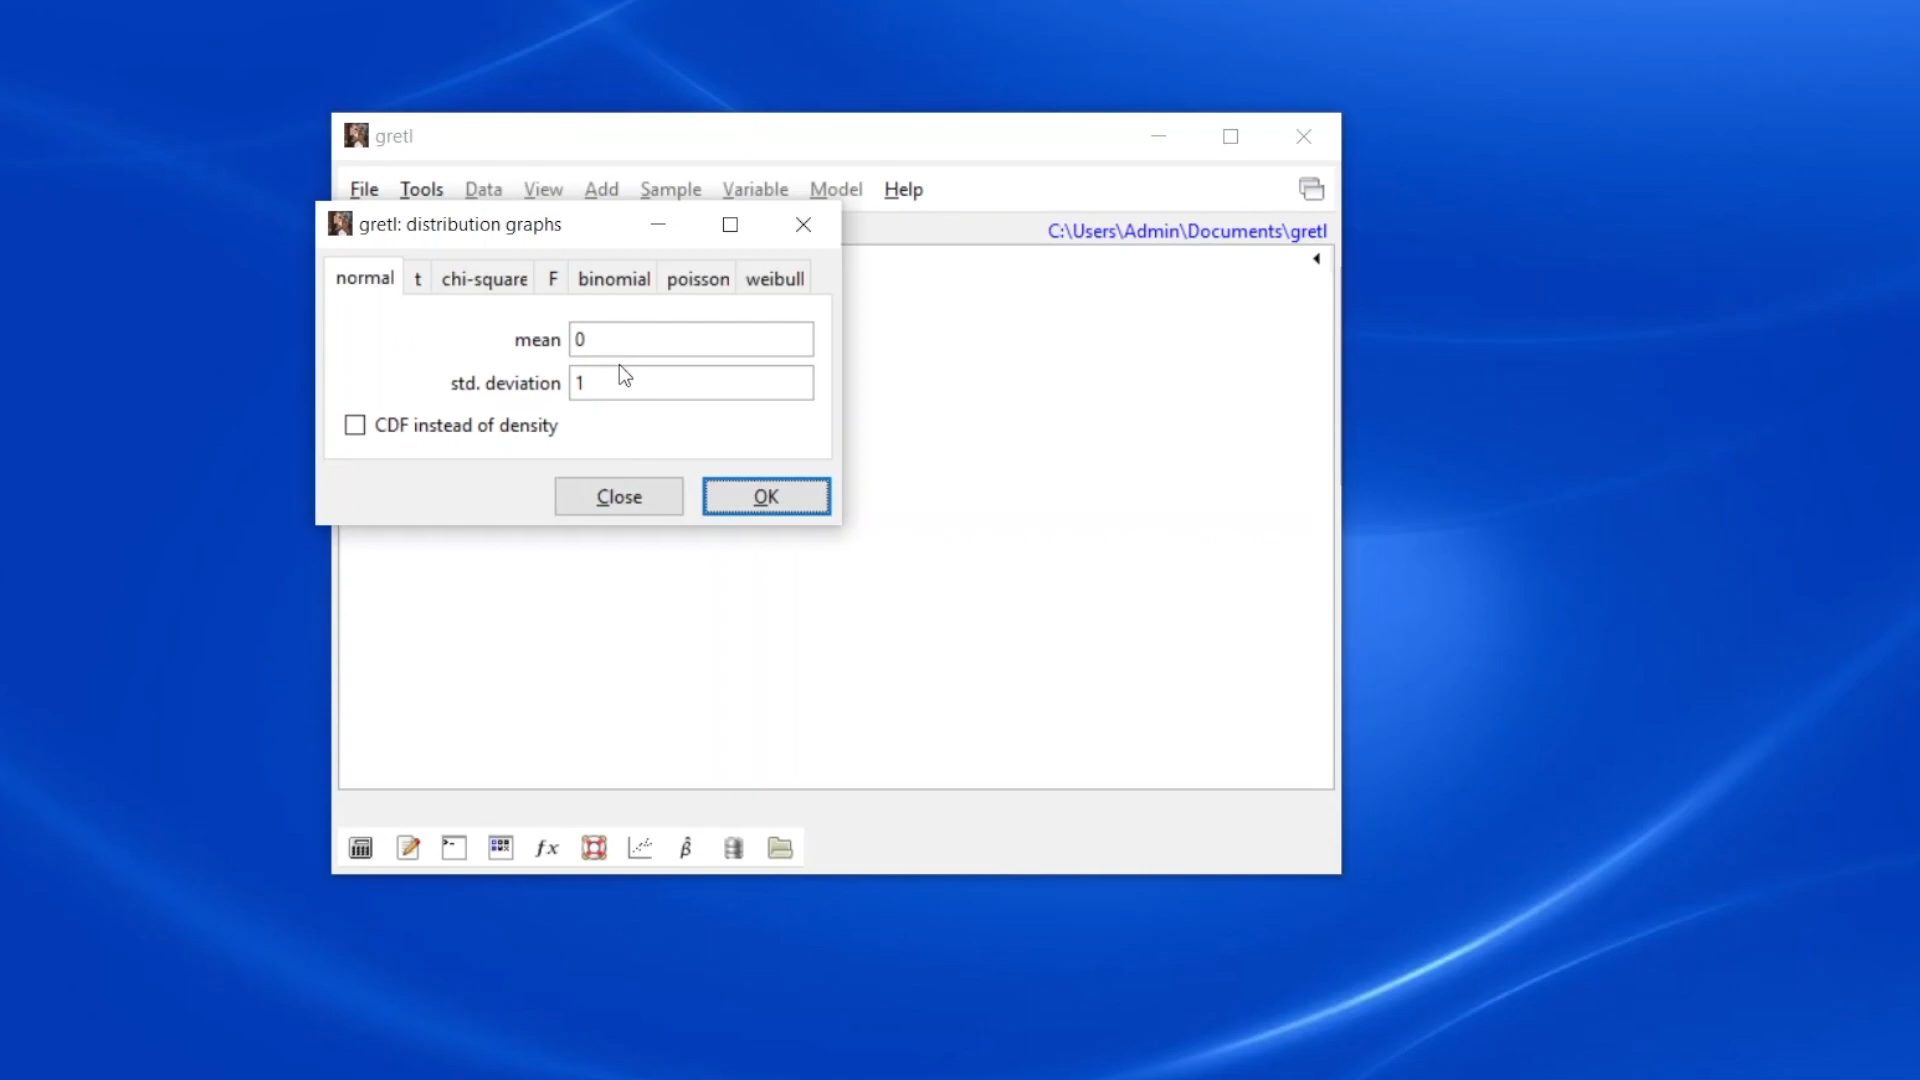 gretl
File Tools Data View Add Sample Variable Model Help
gretl: distribution graphs
C:\Users\Admin\Documents\gretl
normal t chi-square F binomial poisson weibull
mean 0
std. deviation 1
CDF instead of density
Close OK
fx β̂